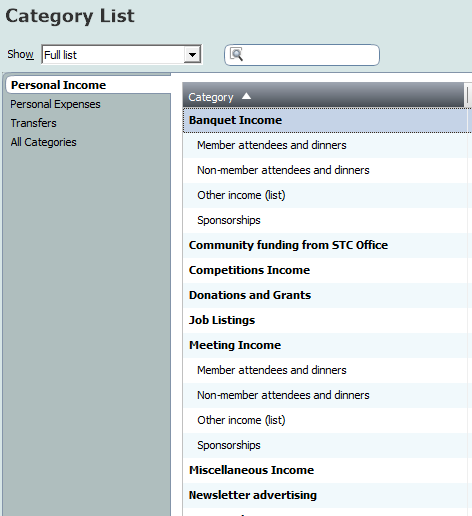 Category List
Show Full list
Personal Income
Personal Expenses
Transfers
All Categories
Category
Banquet Income
Member attendees and dinners
Non-member attendees and dinners
Other income (list)
Sponsorships
Community funding from STC Office
Competitions Income
Donations and Grants
Job Listings
Meeting Income
Member attendees and dinners
Non-member attendees and dinners
Other income (list)
Sponsorships
Miscellaneous Income
Newsletter advertising